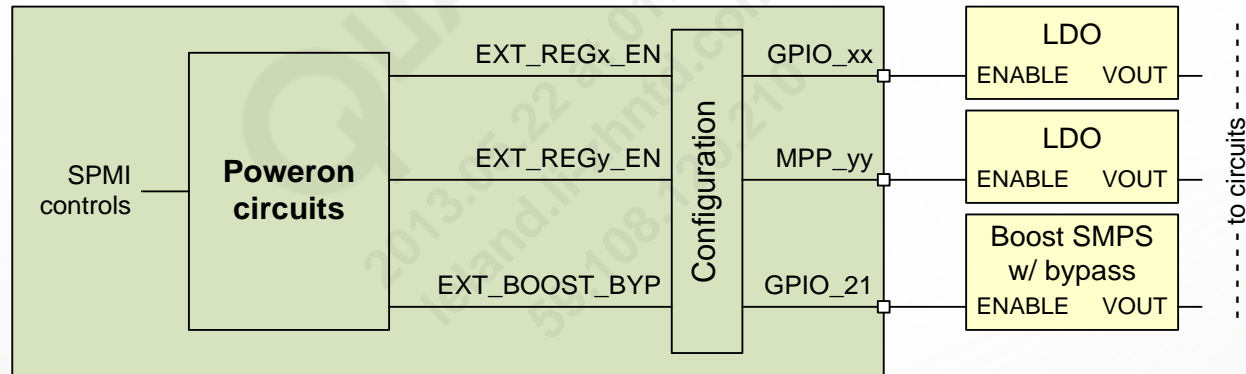 SPMI
controls
Poweron
circuits
EXT_REGx_EN
EXT_REGy_EN
EXT_BOOST_BYP
Configuration
GPIO_xx
MPP_yy
GPIO_21
LDO
ENABLE VOUT
LDO
ENABLE VOUT
Boost SMPS
w/ bypass
ENABLE VOUT
to circuits